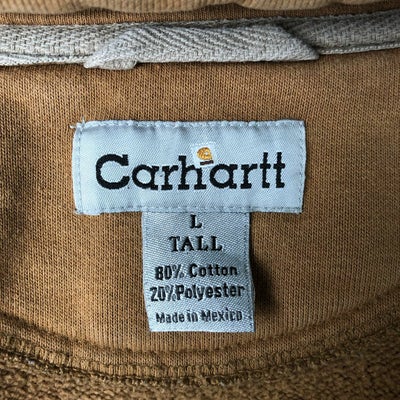 Carhartt
L
TALL
80% Cotton
20% Polyester
Made in Mexico